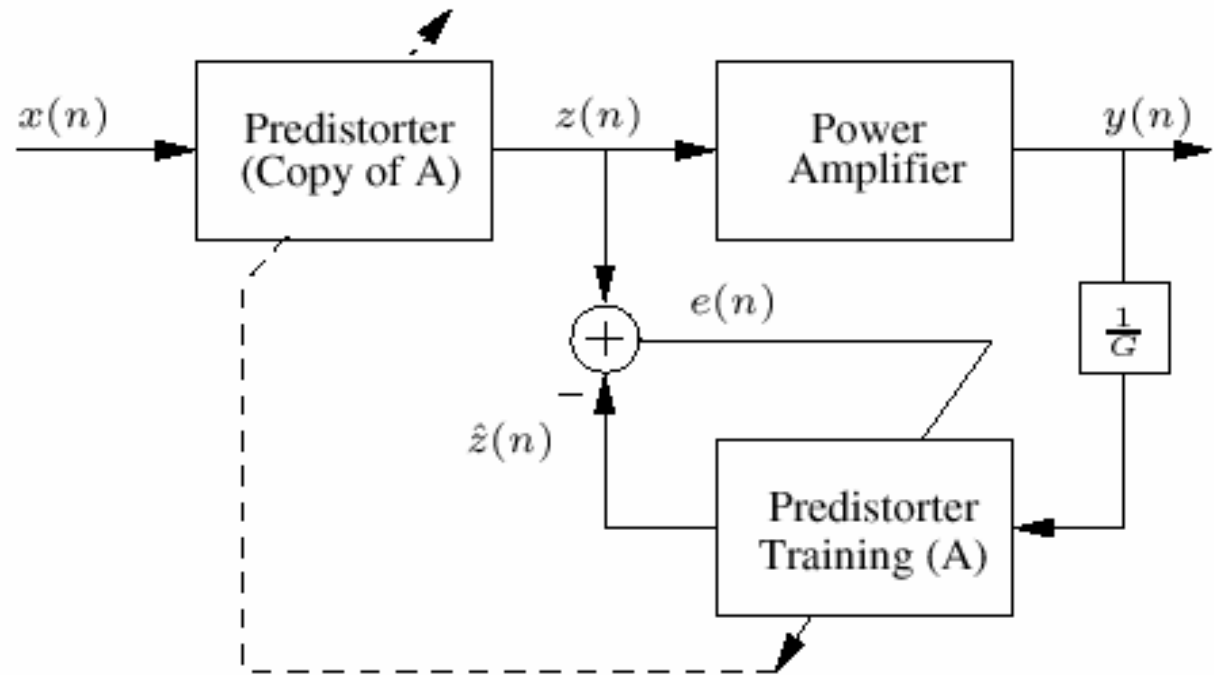 x(n)
Predistorter
(Copy of A)
z(n)
Power
Amplifier
y(n)
e(n)
1
G
+
−
ẑ(n)
Predistorter
Training (A)